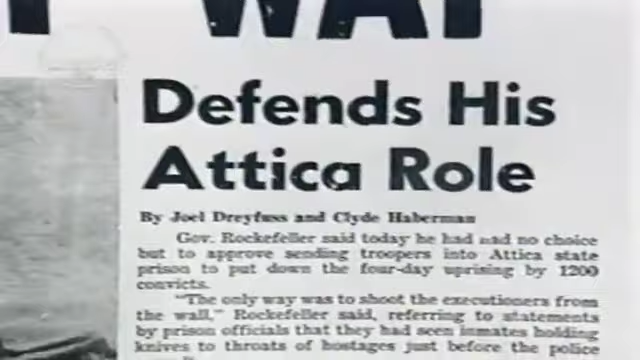 WAY
Defends His
Attica Role
By Joel Dreyfuss and Clyde Haberman
Gov. Rockefeller said today he had had no choice
but to approve sending troopers into Attica state
prison to put down the four-day uprising by 1200
convicts.
"The only way was to shoot the executioners from
the wall," Rockefeller said, referring to statements
by prison officials that they had seen inmates holding
knives to throats of hostages just before the police